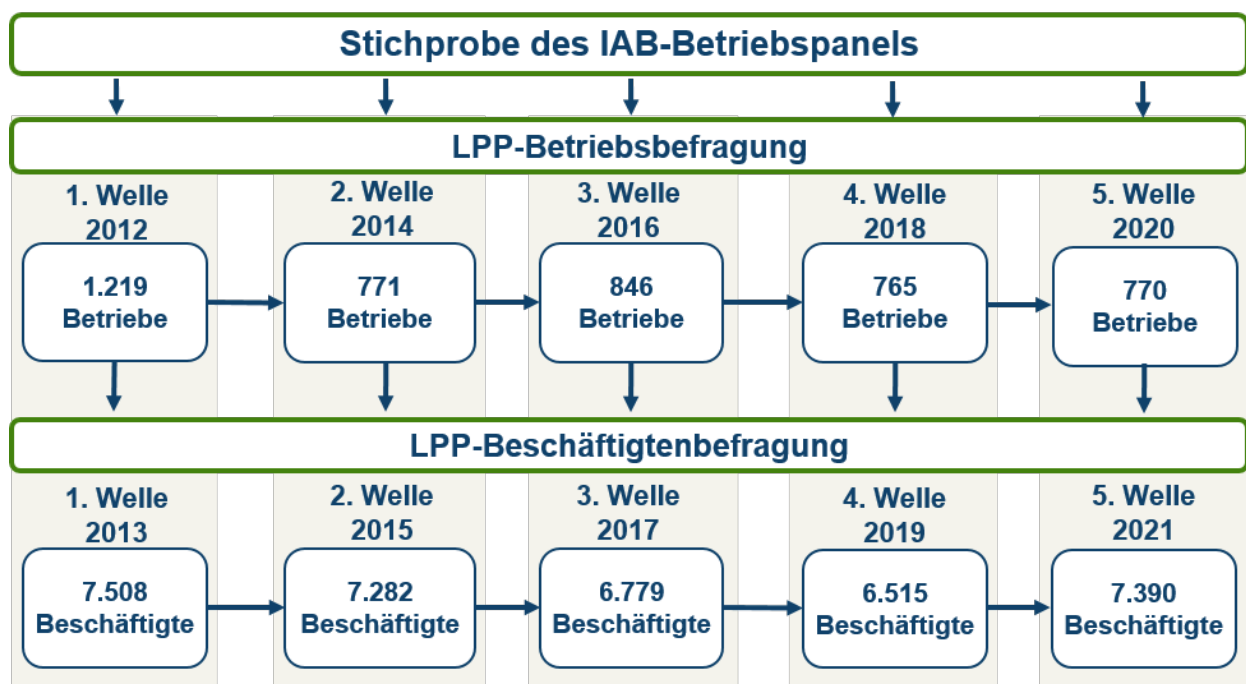 Stichprobe des IAB-Betriebspanels
LPP-Betriebsbefragung
1. Welle
2012
1.219
Betriebe
2. Welle
2014
771
Betriebe
3. Welle
2016
846
Betriebe
4. Welle
2018
765
Betriebe
5. Welle
2020
770
Betriebe
LPP-Beschäftigtenbefragung
1. Welle
2013
7.508
Beschäftigte
2. Welle
2015
7.282
Beschäftigte
3. Welle
2017
6.779
Beschäftigte
4. Welle
2019
6.515
Beschäftigte
5. Welle
2021
7.390
Beschäftigte